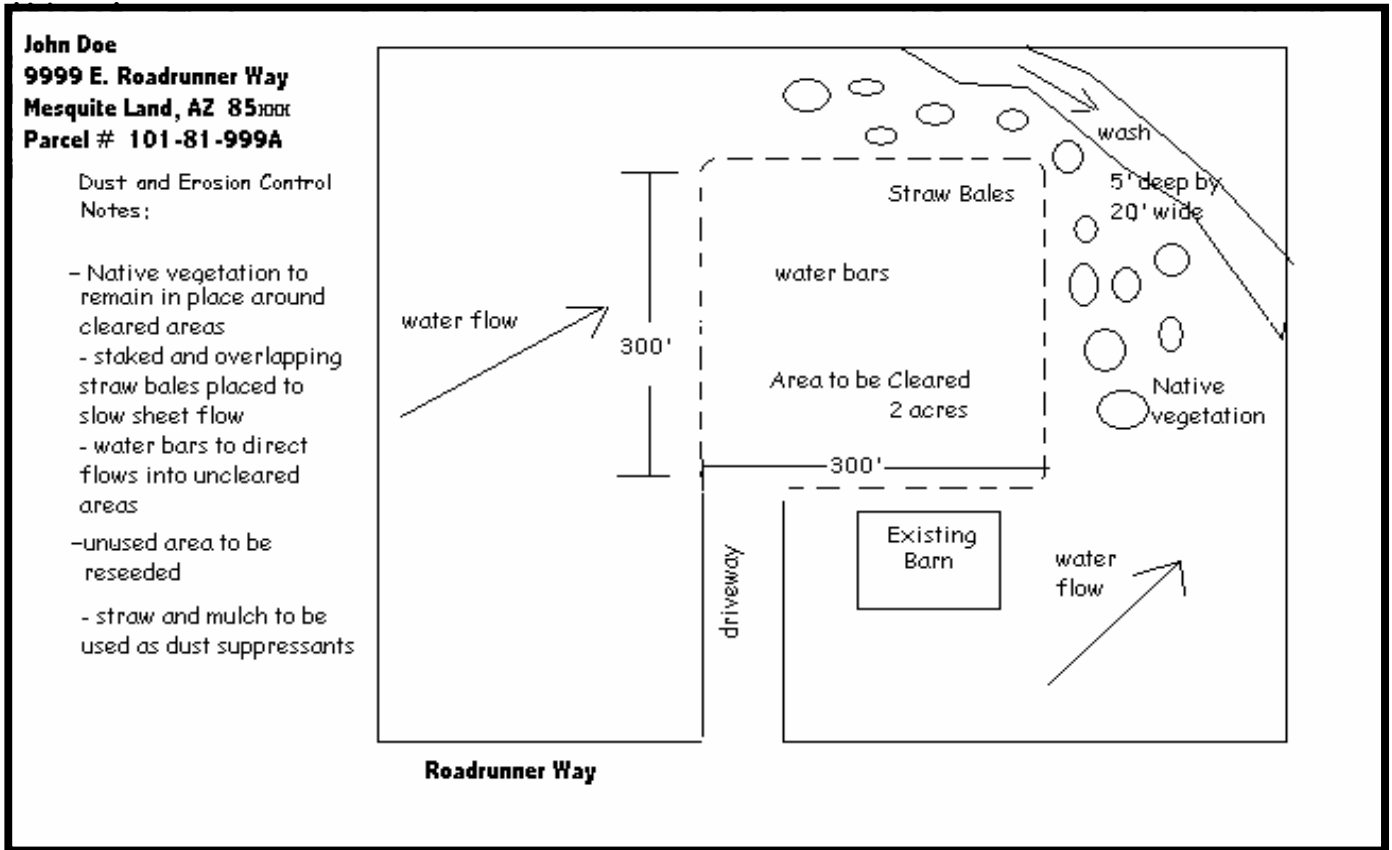 John Doe
9999 E. Roadrunner Way
Mesquite Land, AZ 85xxx
Parcel # 101-81-999A
Dust and Erosion Control
Notes:
- Native vegetation to
remain in place around
cleared areas
- staked and overlapping
straw bales placed to
slow sheet flow
- water bars to direct
flows into uncleared
areas
-unused area to be
reseeded
- straw and mulch to be
used as dust suppressants
wash
5' deep by
20' wide
Straw Bales
water bars
water flow
300'
Area to be Cleared
2 acres
Native
vegetation
300'
Existing
Barn
driveway
water
flow
Roadrunner Way